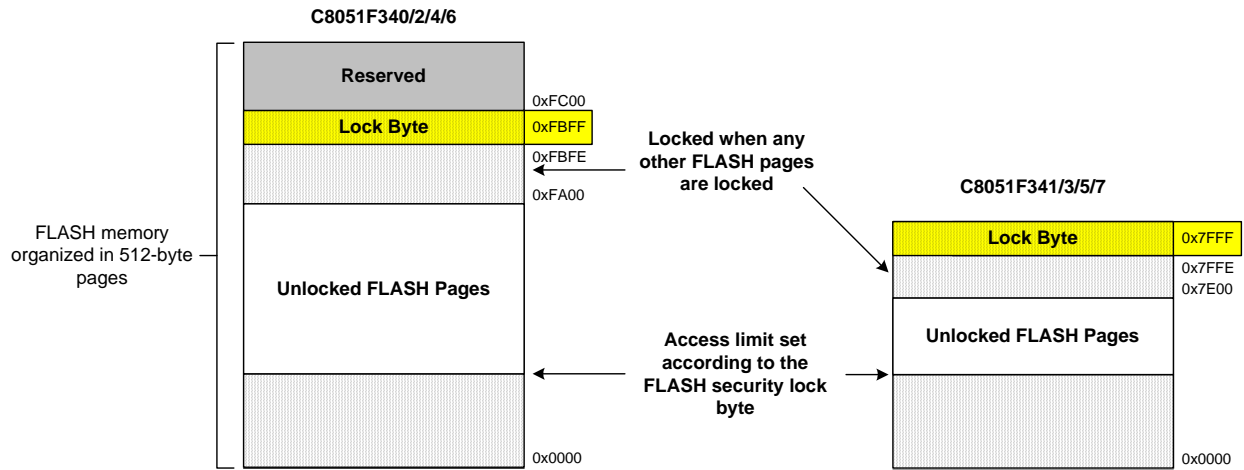 C8051F340/2/4/6
Reserved
0xFC00
Lock Byte
0xFBFF
0xFBFE
0xFA00
FLASH memory
organized in 512-byte
pages
Unlocked FLASH Pages
0x0000
Locked when any
other FLASH pages
are locked
Access limit set
according to the
FLASH security lock
byte
C8051F341/3/5/7
Lock Byte
0x7FFF
0x7FFE
0x7E00
Unlocked FLASH Pages
0x0000